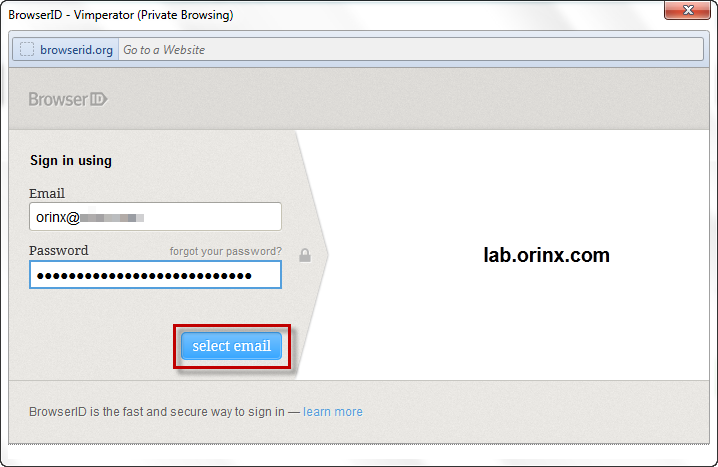 BrowserID - Vimperator (Private Browsing)
browserid.org Go to a Website
BrowserID
Sign in using
Email
orinx@
Password forgot your password?
lab.orinx.com
select email
BrowserID is the fast and secure way to sign in — learn more